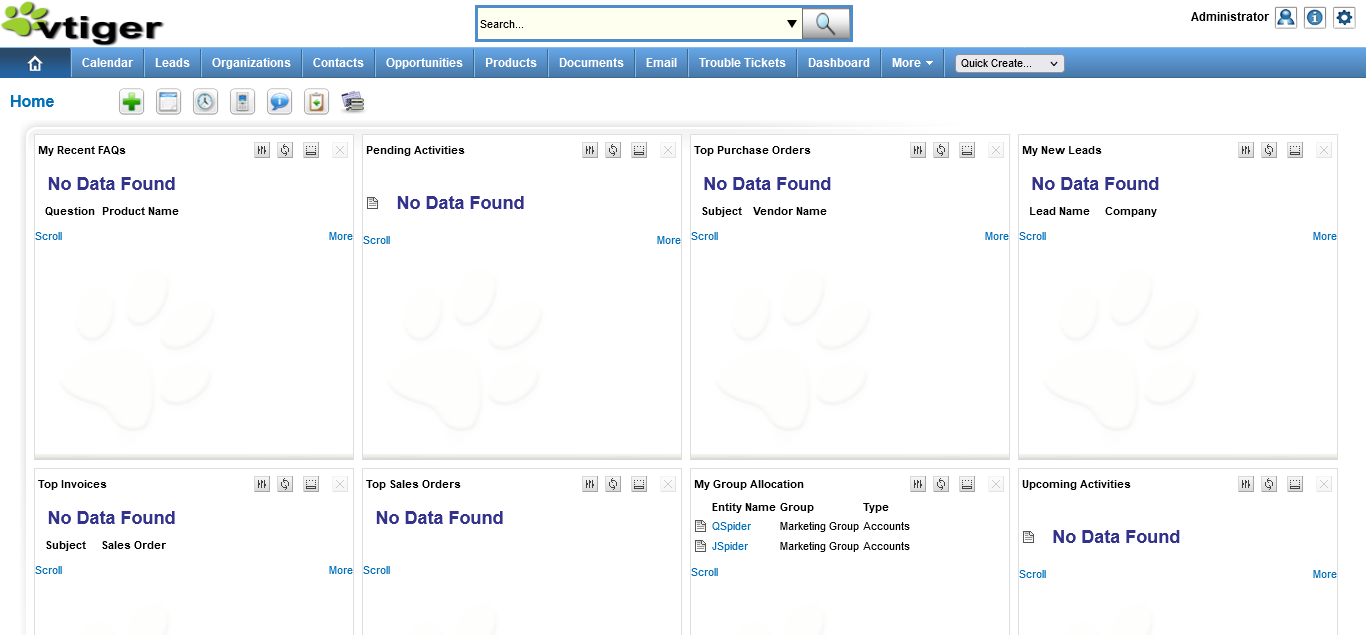 vtiger
Search...
Administrator
Calendar Leads Organizations Contacts Opportunities Products Documents Email Trouble Tickets Dashboard More Quick Create...
Home
My Recent FAQs
No Data Found
Question Product Name
Scroll More
Pending Activities
No Data Found
Scroll More
Top Purchase Orders
No Data Found
Subject Vendor Name
Scroll More
My New Leads
No Data Found
Lead Name Company
Scroll More
Top Invoices
No Data Found
Subject Sales Order
Scroll More
Top Sales Orders
No Data Found
Scroll
My Group Allocation
Entity Name Group Type
QSpider Marketing Group Accounts
JSpider Marketing Group Accounts
Scroll
Upcoming Activities
No Data Found
Scroll More